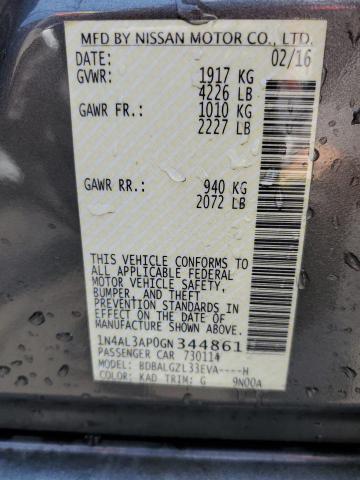 MFD BY NISSAN MOTOR CO., LTD.
DATE: 02/16
GVWR: 1917 KG
4226 LB
GAWR FR.: 1010 KG
2227 LB
GAWR RR.: 940 KG
2072 LB
THIS VEHICLE CONFORMS TO
ALL APPLICABLE FEDERAL
MOTOR VEHICLE SAFETY,
BUMPER, AND THEFT
PREVENTION STANDARDS IN
EFFECT ON THE DATE OF
MANUFACTURE SHOWN ABOVE.
1N4AL3AP0GN344861
PASSENGER CAR 730114
MODEL: BDBALGZL33EVA----H
COLOR: KAD TRIM: G 9N00A